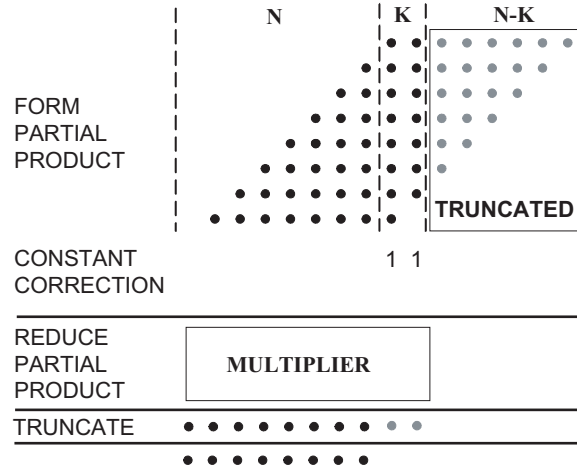 N K N-K
FORM
PARTIAL
PRODUCT
TRUNCATED
CONSTANT
CORRECTION
1 1
REDUCE
PARTIAL
PRODUCT
MULTIPLIER
TRUNCATE